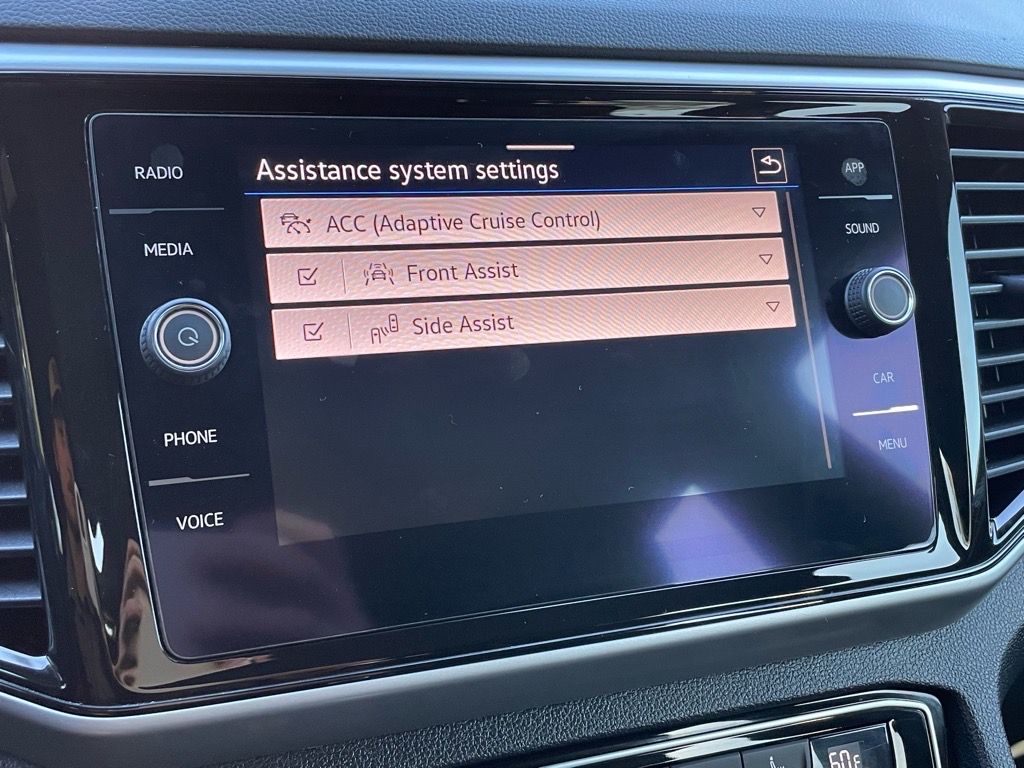 RADIO
MEDIA
PHONE
VOICE
Assistance system settings
ACC (Adaptive Cruise Control)
Front Assist
Side Assist
APP
SOUND
CAR
MENU
60°F